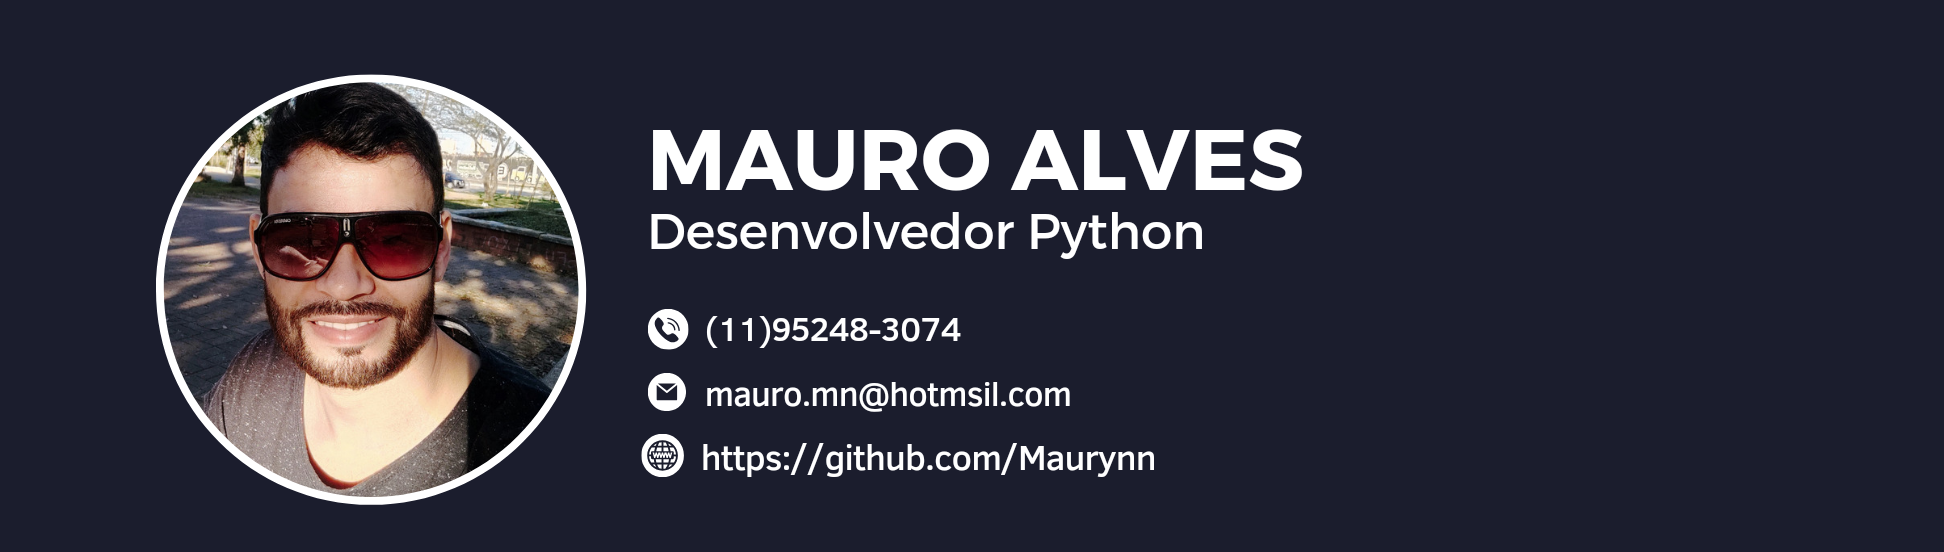 MAURO ALVES
Desenvolvedor Python
(11)95248-3074
mauro.mn@hotmsil.com
https://github.com/Maurynn